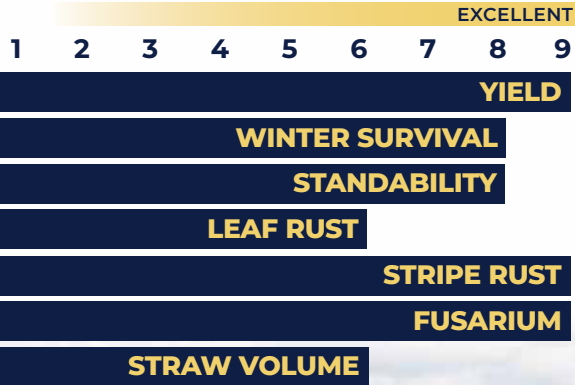 EXCELLENT
1 2 3 4 5 6 7 8 9
YIELD
WINTER SURVIVAL
STANDABILITY
LEAF RUST
STRIPE RUST
FUSARIUM
STRAW VOLUME